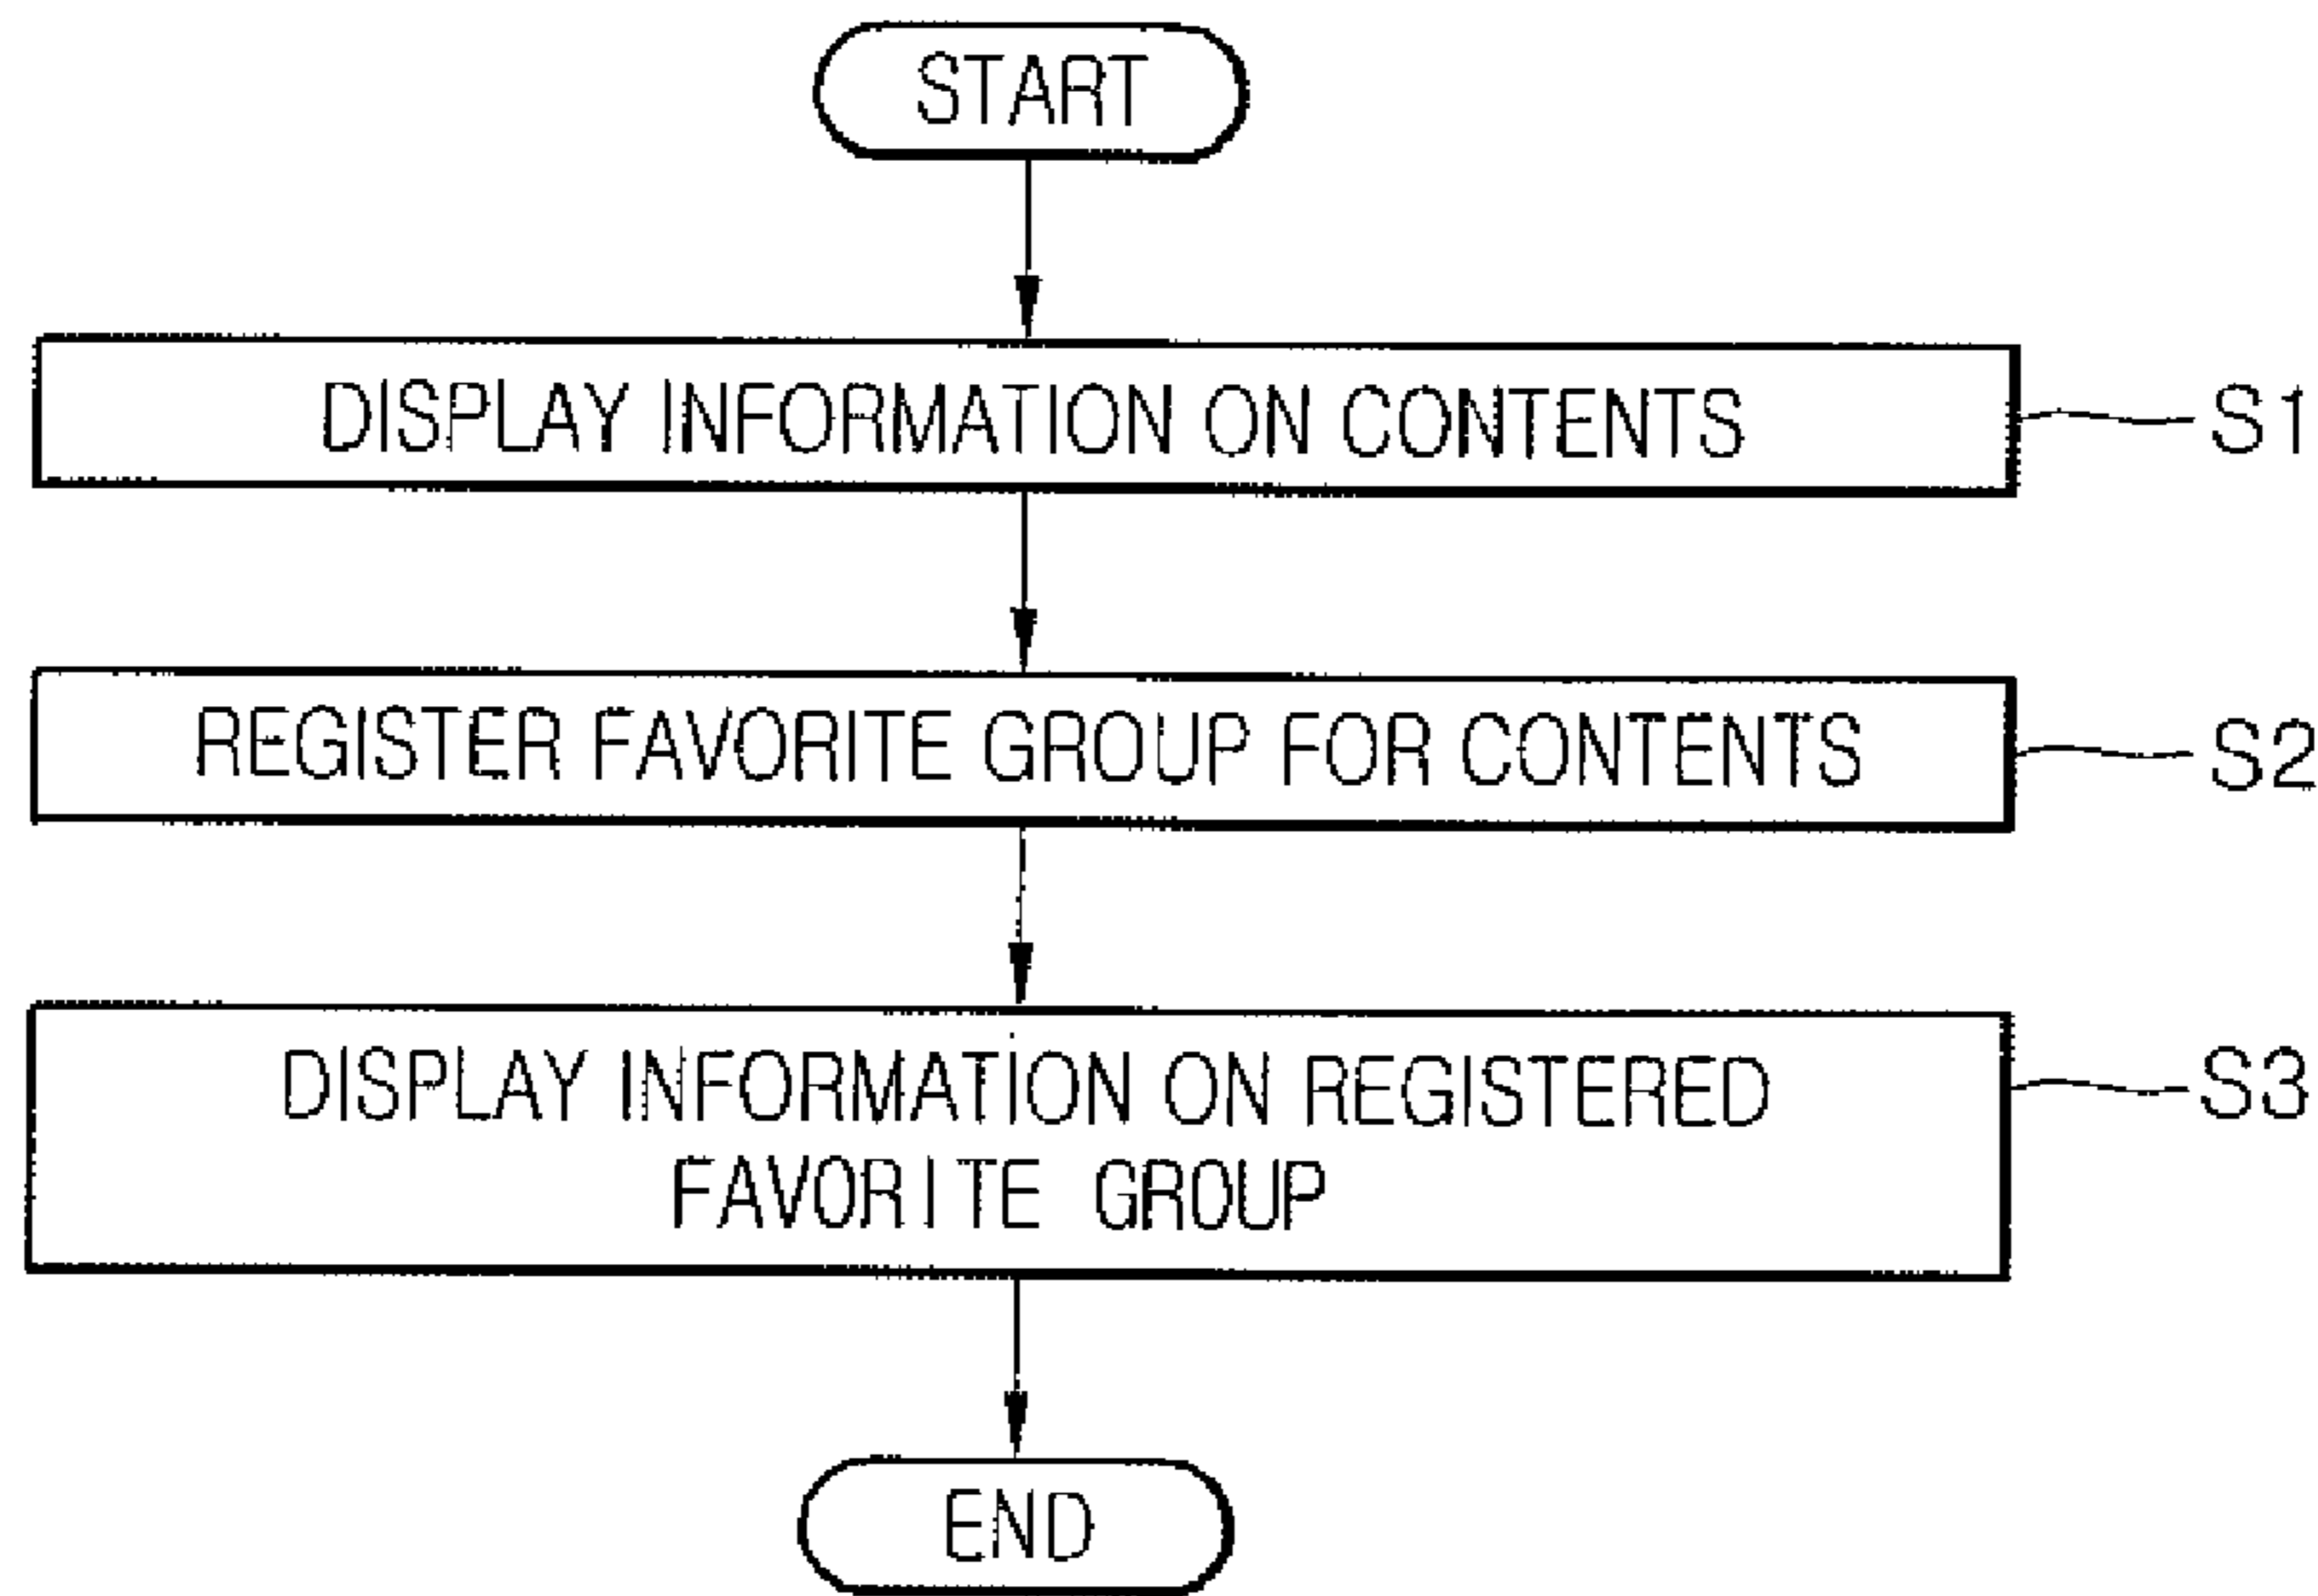 START
DISPLAY INFORMATION ON CONTENTS
S1
REGISTER FAVORITE GROUP FOR CONTENTS
S2
DISPLAY INFORMATION ON REGISTERED
FAVORITE GROUP
S3
END